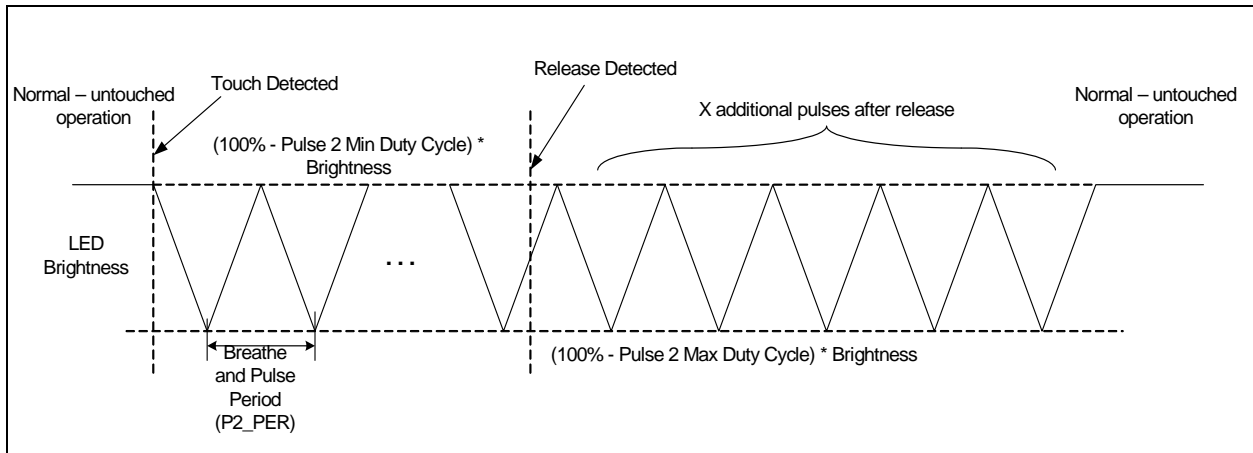 Normal – untouched
operation
Touch Detected
(100% - Pulse 2 Min Duty Cycle) *
Brightness
Release Detected
X additional pulses after release
Normal – untouched
operation
LED
Brightness
. . .
Breathe
and Pulse
Period
(P2_PER)
(100% - Pulse 2 Max Duty Cycle) * Brightness